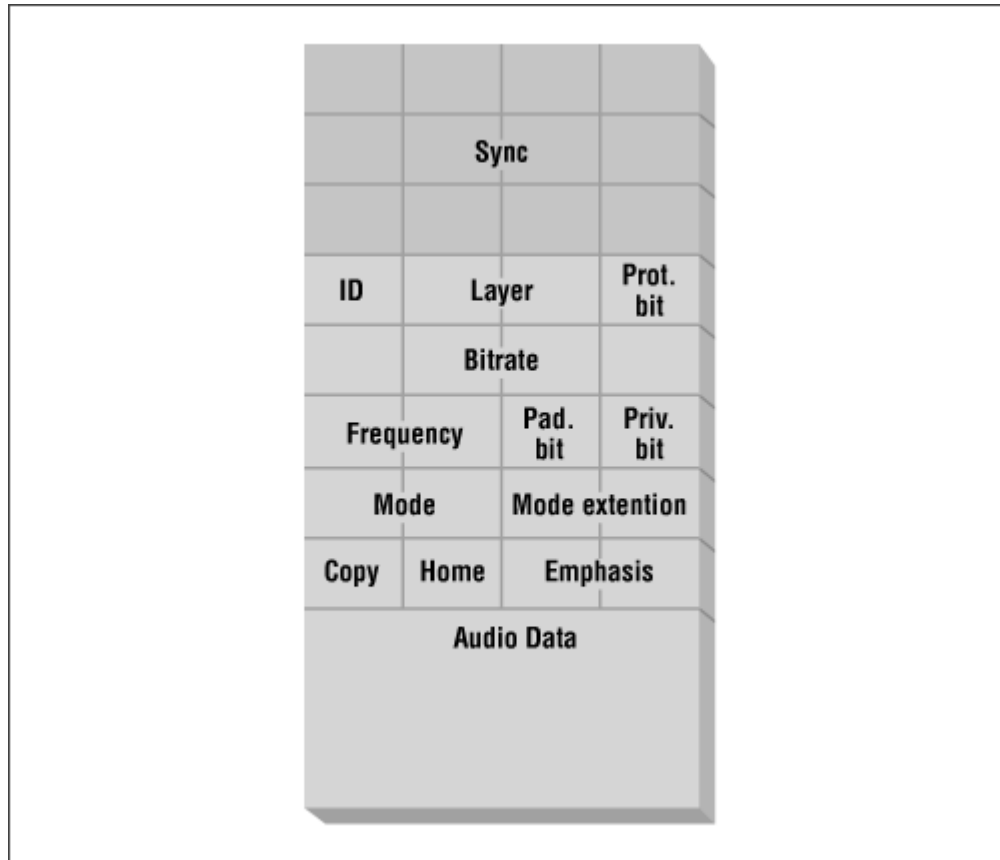 Sync
ID Layer Prot. bit
Bitrate
Frequency Pad. bit Priv. bit
Mode Mode extention
Copy Home Emphasis
Audio Data